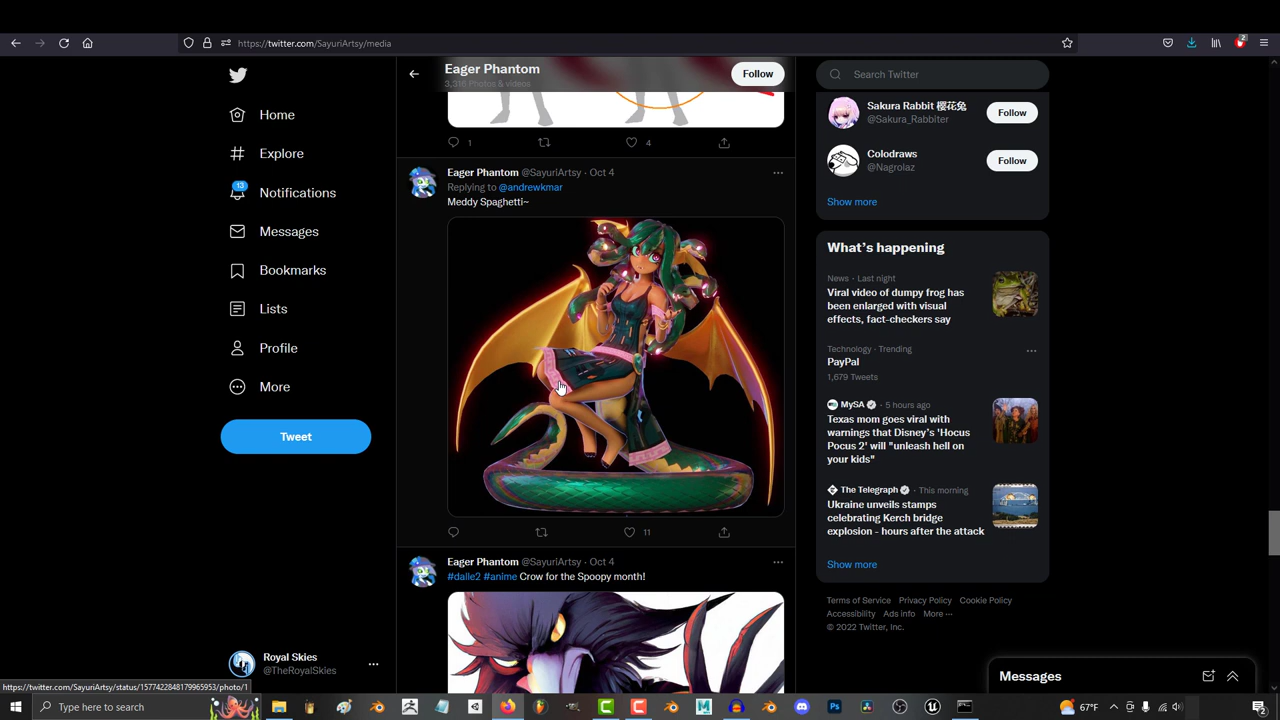 https://twitter.com/SayuriArtsy/media
2
Home
Explore
13
Notifications
Messages
Bookmarks
Lists
Profile
More
Tweet
Royal Skies
@TheRoyalSkies
https://twitter.com/SayuriArtsy/status/1577422848179965953/photo/1
Eager Phantom
3,316 Photos & videos
Follow
1
4
Eager Phantom @SayuriArtsy · Oct 4
Replying to @andrewkmar
Meddy Spaghetti~
11
Eager Phantom @SayuriArtsy · Oct 4
#dalle2 #anime Crow for the Spoopy month!
Search Twitter
Sakura Rabbit 樱花兔
@Sakura_Rabbiter
Follow
Colodraws
@Nagrolaz
Follow
Show more
What's happening
News · Last night
Viral video of dumpy frog has
been enlarged with visual
effects, fact-checkers say
Technology · Trending
PayPal
1,679 Tweets
MySA · 5 hours ago
Texas mom goes viral with
warnings that Disney's 'Hocus
Pocus 2' will "unleash hell on
your kids"
The Telegraph · This morning
Ukraine unveils stamps
celebrating Kerch bridge
explosion - hours after the attack
Show more
Terms of Service Privacy Policy Cookie Policy
Accessibility Ads info More ···
© 2022 Twitter, Inc.
Messages
Type here to search
67°F
2